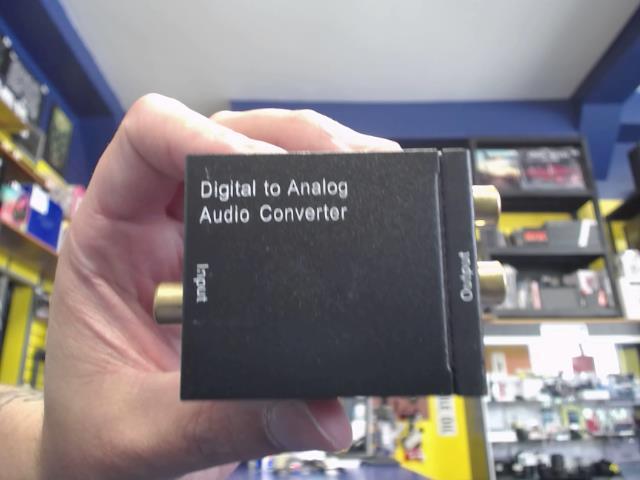 Digital to Analog
Audio Converter
Input
Output